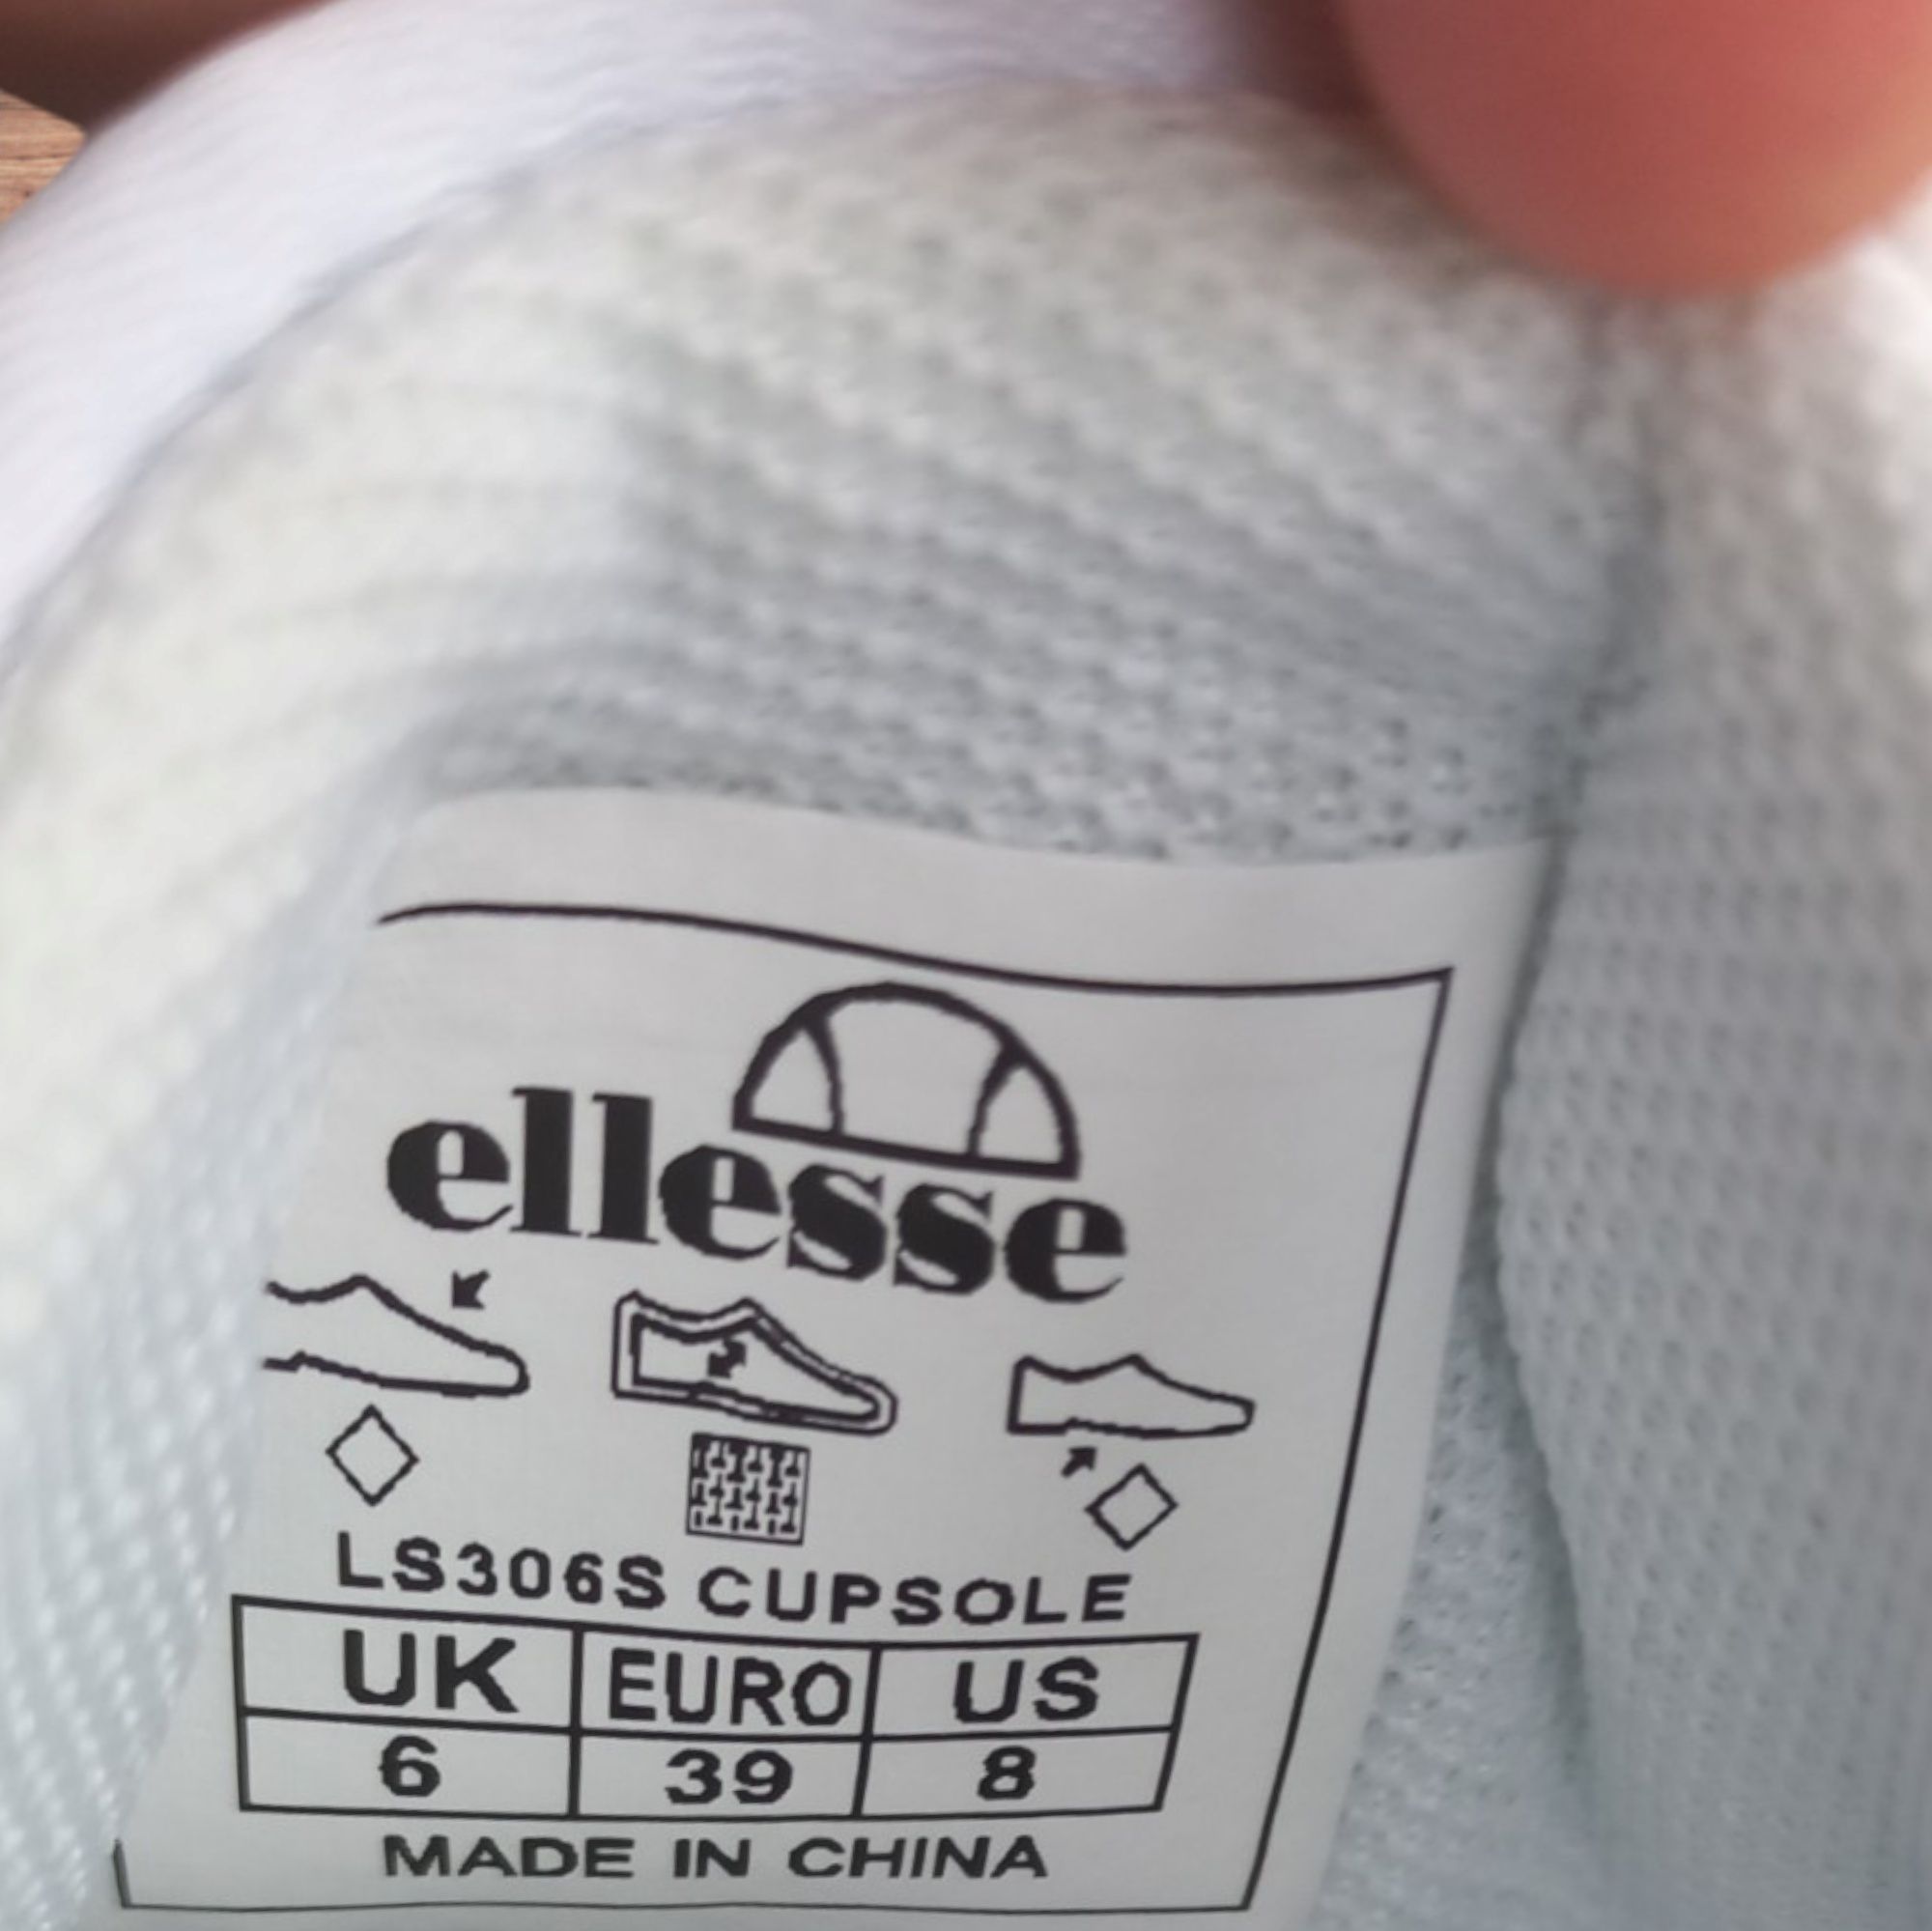 ellesse
LS306S CUPSOLE
UK EURO US
6 39 8
MADE IN CHINA